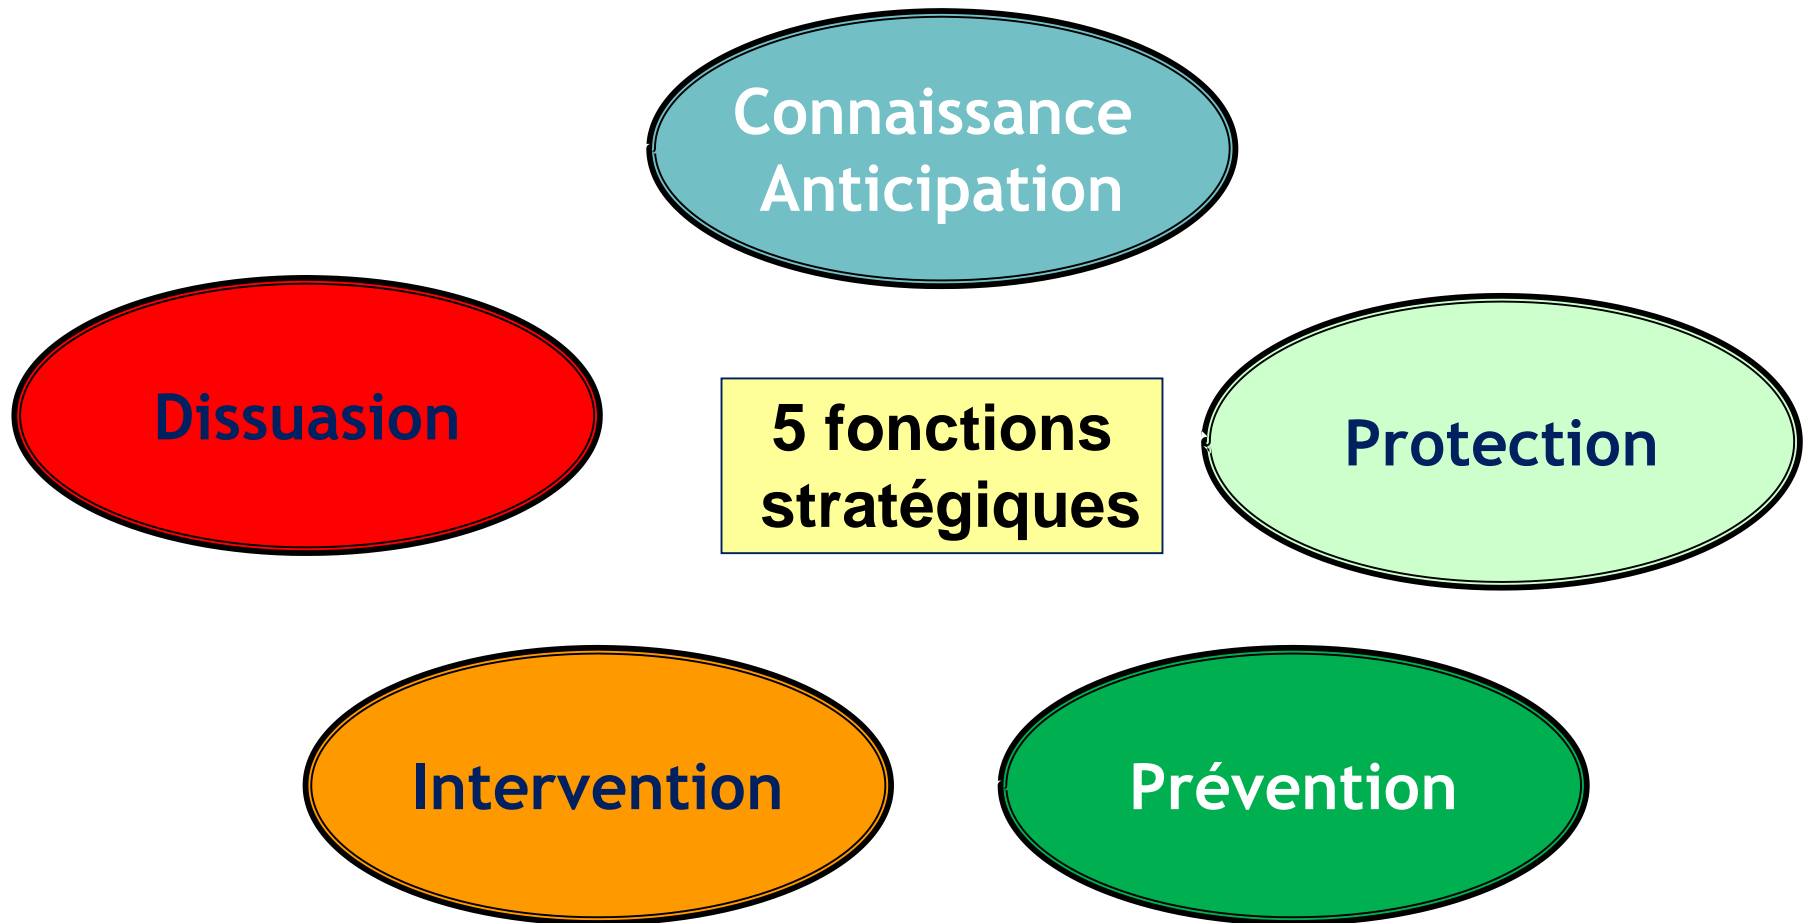 Connaissance
Anticipation
Dissuasion
5 fonctions
stratégiques
Protection
Intervention
Prévention